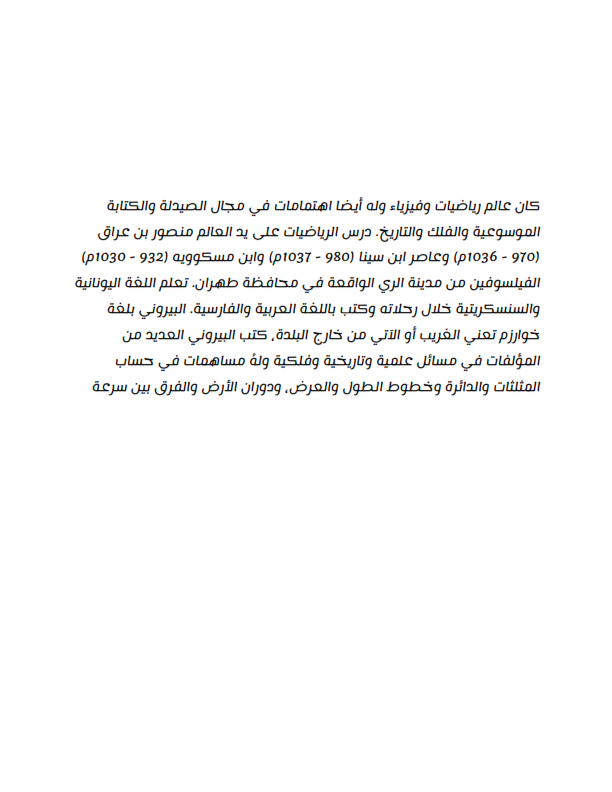 كان عالم رياضيات وفيزياء وله أيضا اهتمامات في مجال الصيدلة والكتابة
الموسوعية والفلك والتاريخ. درس الرياضيات على يد العالم منصور بن عراق
(970 - 1036م) وعاصر ابن سينا (980 - 1037م) وابن مسكوويه (932 - 1030م)
الفيلسوفين من مدينة الري الواقعة في محافظة طهران. تعلم اللغة اليونانية
والسنسكريتية خلال رحلاته وكتب باللغة العربية والفارسية. البيروني بلغة
خوارزم تعني الغريب أو الآتي من خارج البلدة، كتب البيروني العديد من
المؤلفات في مسائل علمية وتاريخية وفلكية ولهُ مساهمات في حساب
المثلثات والدائرة وخطوط الطول والعرض، ودوران الأرض والفرق بين سرعة